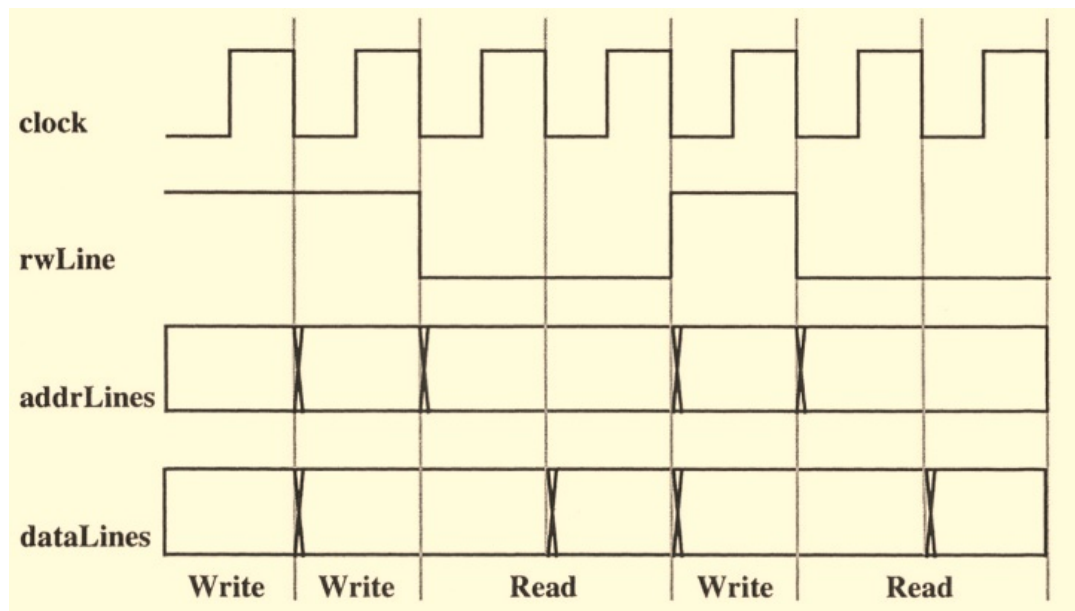 clock
rwLine
addrLines
dataLines
Write Write Read Write Read